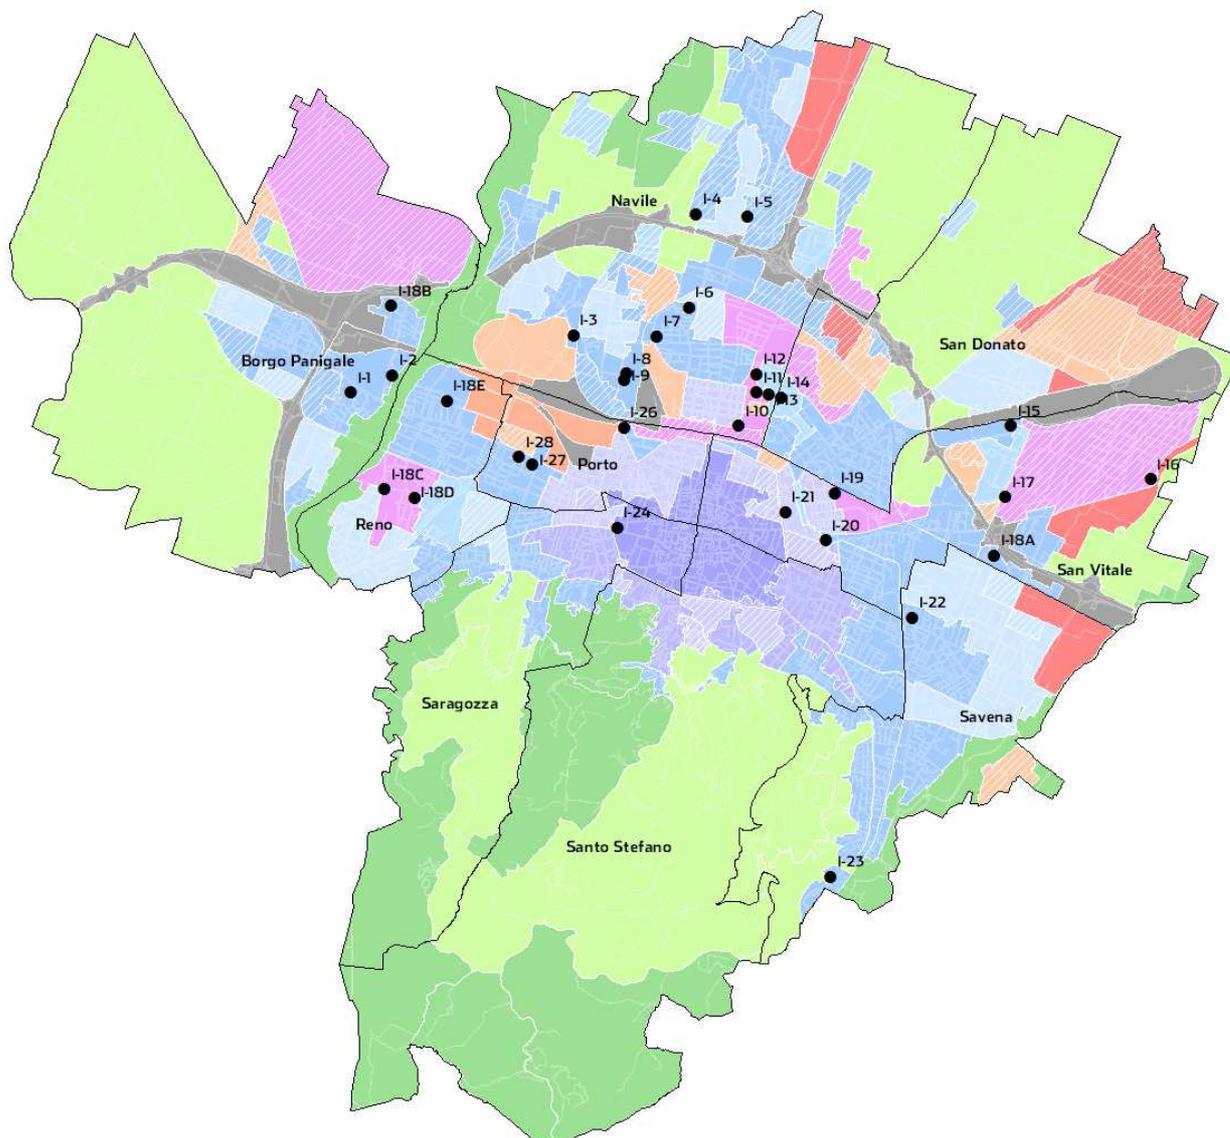 Navile
I-4
I-5
I-18B
I-6
I-3
I-7
San Donato
Borgo Panigale
I-2
I-8
I-9
I-12
I-1
I-18E
I-11
I-14
I-26
I-10
I-15
I-28
I-27
Porto
I-18C
I-18D
I-16
I-19
I-17
Reno
I-24
I-21
I-20
I-18A
San Vitale
I-22
Saragozza
Savena
Santo Stefano
I-23